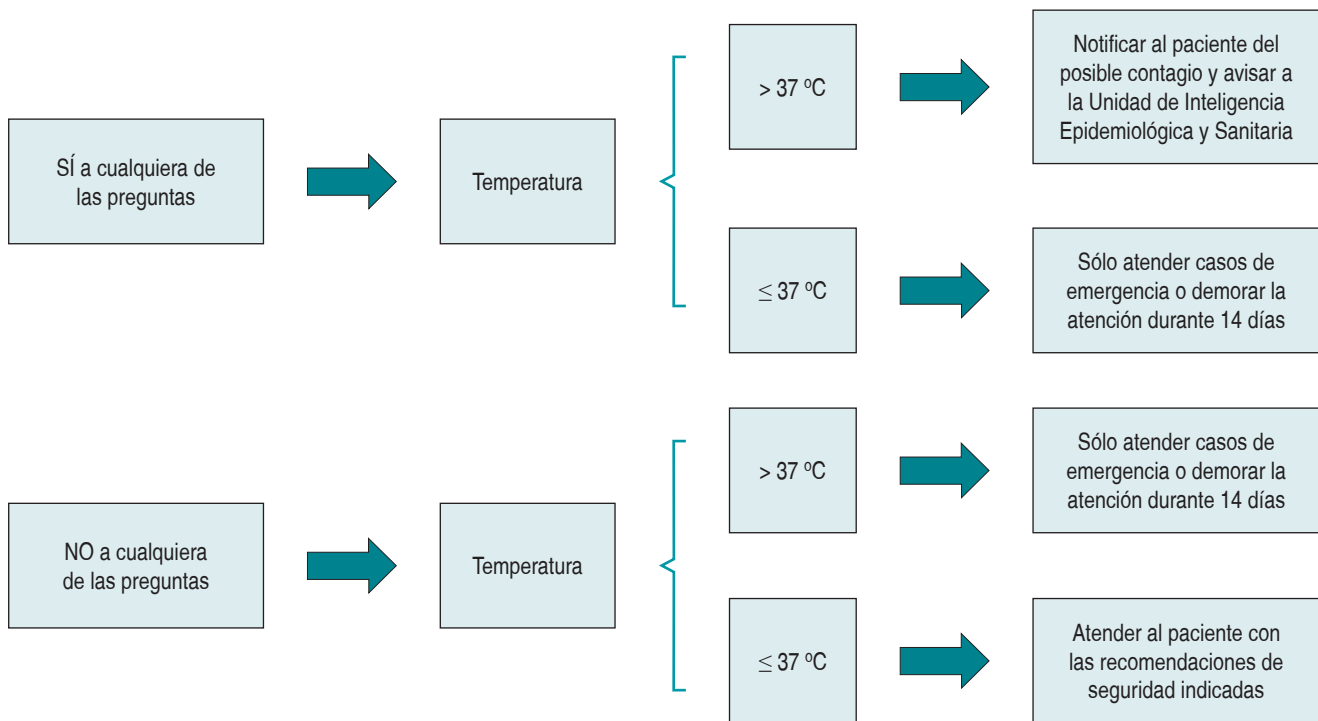 SÍ a cualquiera de
las preguntas
Temperatura
> 37 ºC
Notificar al paciente del
posible contagio y avisar a
la Unidad de Inteligencia
Epidemiológica y Sanitaria
≤ 37 ºC
Sólo atender casos de
emergencia o demorar la
atención durante 14 días
NO a cualquiera
de las preguntas
Temperatura
> 37 ºC
Sólo atender casos de
emergencia o demorar la
atención durante 14 días
≤ 37 ºC
Atender al paciente con
las recomendaciones de
seguridad indicadas